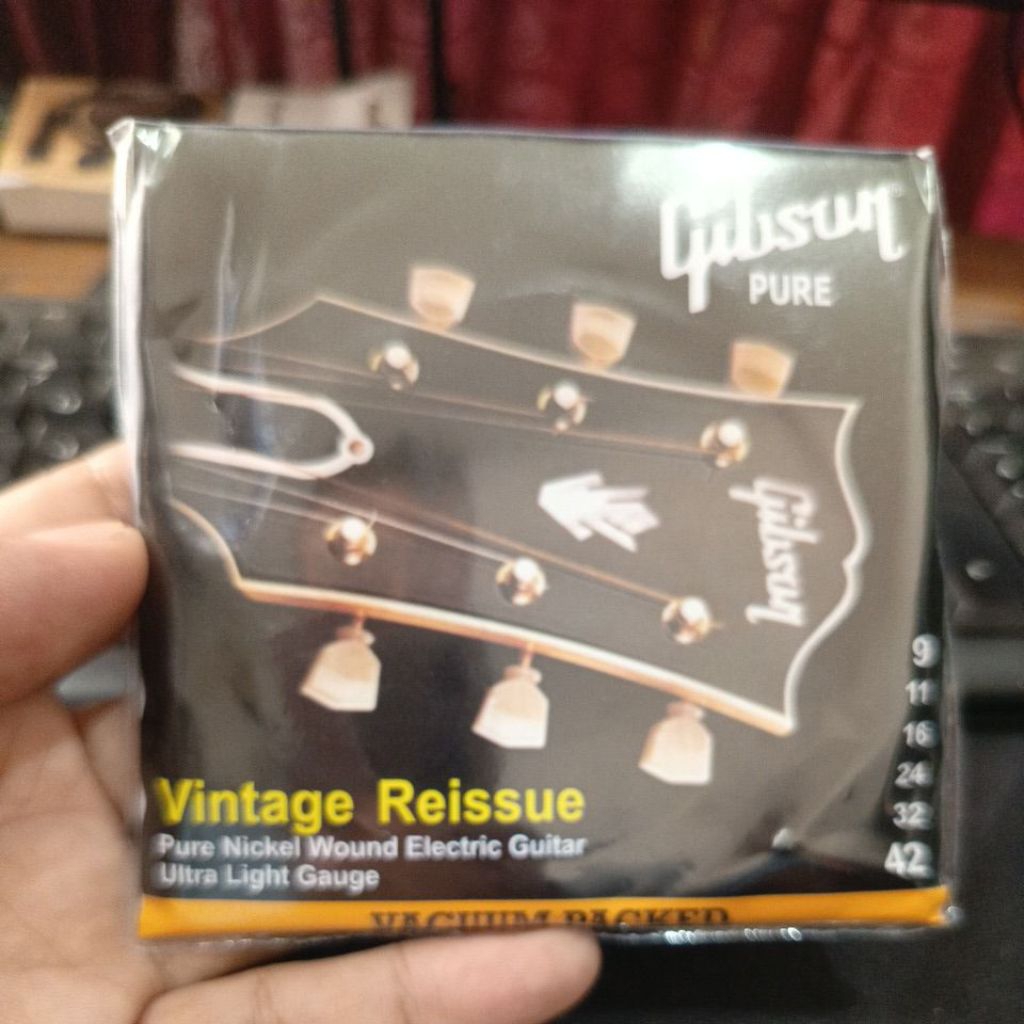 Gibson
PURE
Gibson
9
11
16
24
32
42
Vintage Reissue
Pure Nickel Wound Electric Guitar
Ultra Light Gauge
VACUUM PACKED